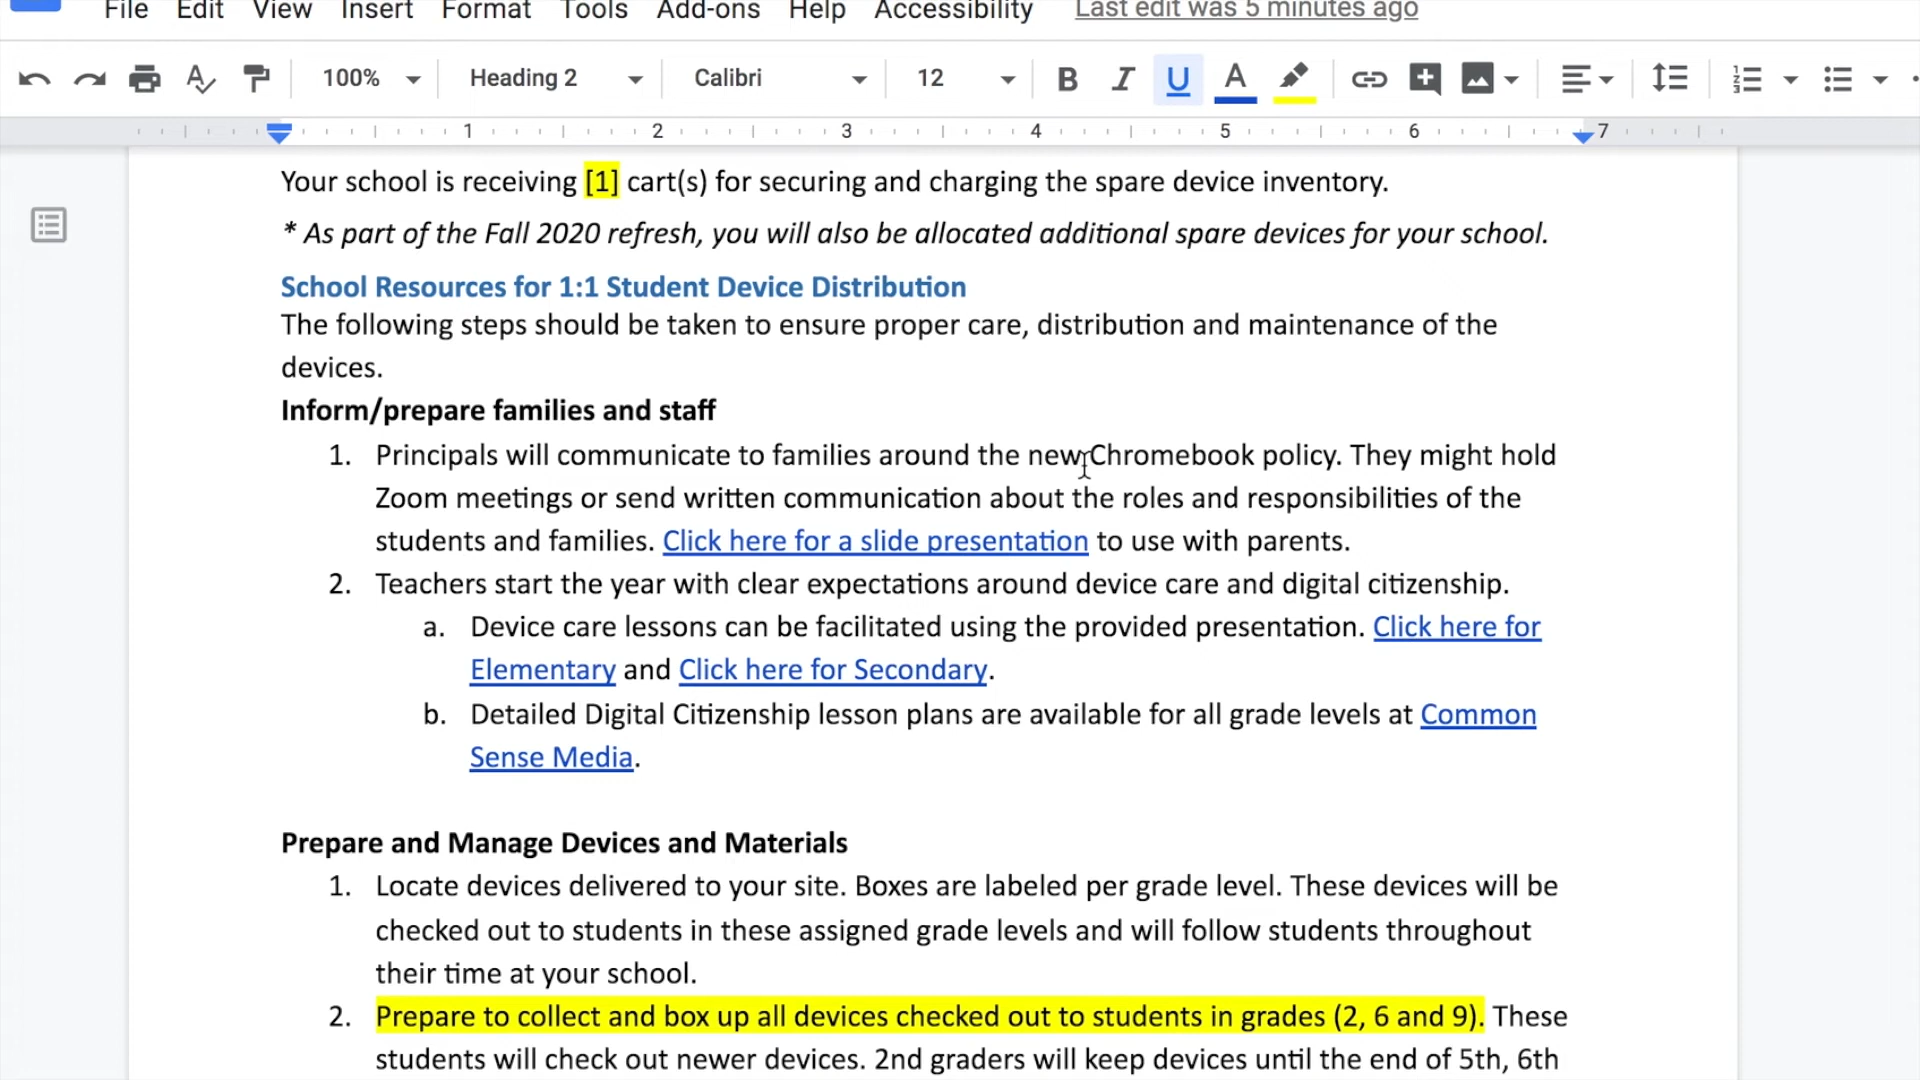 File Edit View Insert Format Tools Add-ons Help Accessibility Last edit was 5 minutes ago
100% Heading 2 Calibri 12 B I U A
1 2 3 4 5 6 7
Your school is receiving [1] cart(s) for securing and charging the spare device inventory.
* As part of the Fall 2020 refresh, you will also be allocated additional spare devices for your school.
School Resources for 1:1 Student Device Distribution
The following steps should be taken to ensure proper care, distribution and maintenance of the
devices.
Inform/prepare families and staff
1. Principals will communicate to families around the new Chromebook policy. They might hold
Zoom meetings or send written communication about the roles and responsibilities of the
students and families. Click here for a slide presentation to use with parents.
2. Teachers start the year with clear expectations around device care and digital citizenship.
a. Device care lessons can be facilitated using the provided presentation. Click here for
Elementary and Click here for Secondary.
b. Detailed Digital Citizenship lesson plans are available for all grade levels at Common
Sense Media.
Prepare and Manage Devices and Materials
1. Locate devices delivered to your site. Boxes are labeled per grade level. These devices will be
checked out to students in these assigned grade levels and will follow students throughout
their time at your school.
2. Prepare to collect and box up all devices checked out to students in grades (2, 6 and 9). These
students will check out newer devices. 2nd graders will keep devices until the end of 5th, 6th